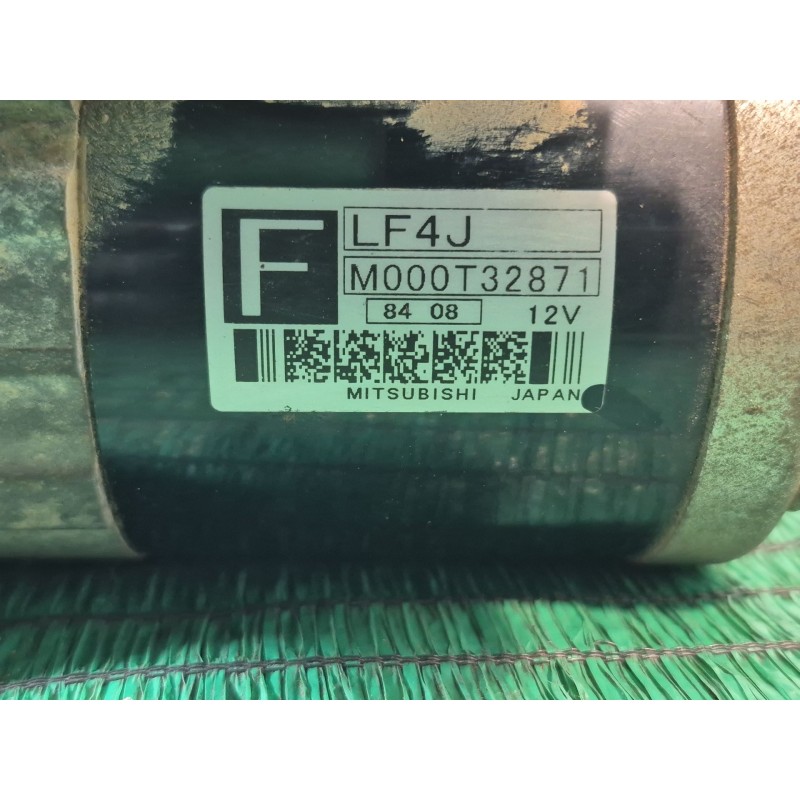 F
LF4J
M000T32871
84 08 12V
MITSUBISHI JAPAN